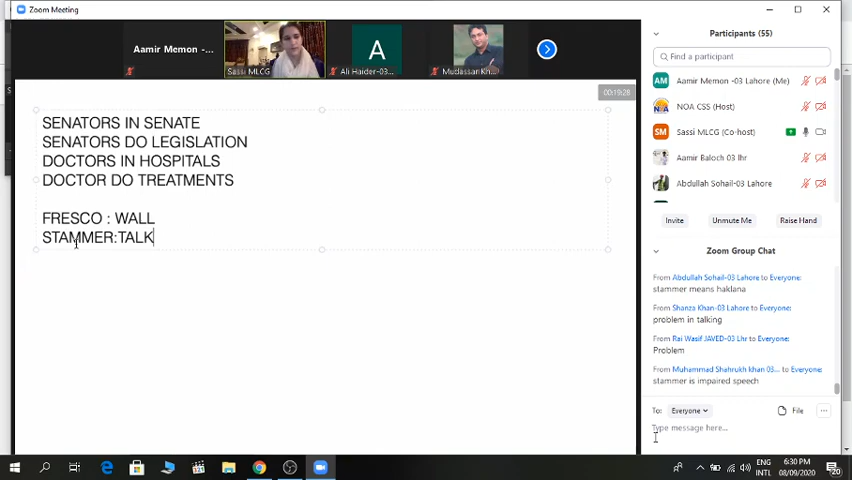 Zoom Meeting
Aamir Memon -...
Sassi MLCG
A
Ali Haider-03...
Mudassan Kh...
00:19:28
SENATORS IN SENATE
SENATORS DO LEGISLATION
DOCTORS IN HOSPITALS
DOCTOR DO TREATMENTS
FRESCO : WALL
STAMMER:TALK
Participants (55)
Find a participant
AM Aamir Memon -03 Lahore (Me)
NOA CSS (Host)
SM Sassi MLCG (Co-host)
Aamir Baloch 03 lhr
Abdullah Sohail-03 Lahore
Invite Unmute Me Raise Hand
Zoom Group Chat
From Abdullah Sohail-03 Lahore to Everyone:
stammer means haklana
From Shanza Khan-03 Lahore to Everyone:
problem in talking
From Rai Wasif JAVED-03 Lhr to Everyone:
Problem
From Muhammad Shahrukh khan 03... to Everyone:
stammer is impaired speech
To: Everyone File ...
Type message here...
ENG 6:30 PM
INTL 08/09/2020
20